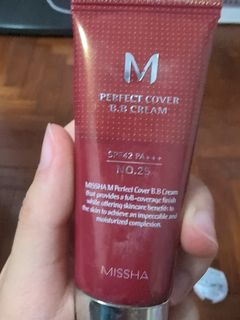 M
PERFECT COVER
B.B CREAM
SPF42 PA+++
NO.25
MISSHA M Perfect Cover B.B Cream
that provides a full-coverage finish
while offering skincare benefits to
the skin to achieve an impeccable and
moisturized complexion.
MISSHA